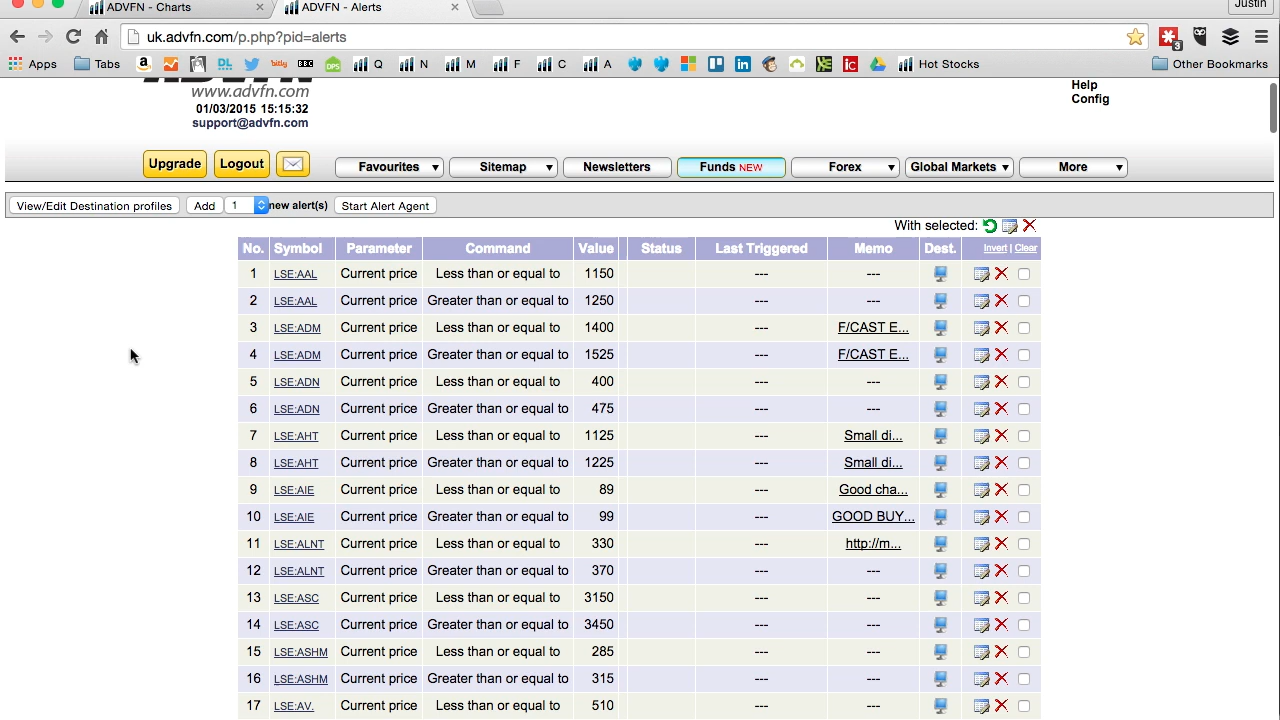 ADVFN - Charts
ADVFN - Alerts
Justin
uk.advfn.com/p.php?pid=alerts
3
Apps Tabs a DL bitly BBC DPS Q N M F C A in ic Hot Stocks Other Bookmarks
www.advfn.com
01/03/2015 15:15:32
support@advfn.com
Help
Config
Upgrade Logout Favourites Sitemap Newsletters Funds NEW Forex Global Markets More
View/Edit Destination profiles Add 1 new alert(s) Start Alert Agent
With selected:
No. Symbol Parameter Command Value Status Last Triggered Memo Dest. Invert | Clear
1 LSE:AAL Current price Less than or equal to 1150 --- ---
2 LSE:AAL Current price Greater than or equal to 1250 --- ---
3 LSE:ADM Current price Less than or equal to 1400 --- F/CAST E...
4 LSE:ADM Current price Greater than or equal to 1525 --- F/CAST E...
5 LSE:ADN Current price Less than or equal to 400 --- ---
6 LSE:ADN Current price Greater than or equal to 475 --- ---
7 LSE:AHT Current price Less than or equal to 1125 --- Small di...
8 LSE:AHT Current price Greater than or equal to 1225 --- Small di...
9 LSE:AIE Current price Less than or equal to 89 --- Good cha...
10 LSE:AIE Current price Greater than or equal to 99 --- GOOD BUY...
11 LSE:ALNT Current price Less than or equal to 330 --- http://m...
12 LSE:ALNT Current price Greater than or equal to 370 --- ---
13 LSE:ASC Current price Less than or equal to 3150 --- ---
14 LSE:ASC Current price Greater than or equal to 3450 --- ---
15 LSE:ASHM Current price Less than or equal to 285 --- ---
16 LSE:ASHM Current price Greater than or equal to 315 --- ---
17 LSE:AV. Current price Less than or equal to 510 --- ---